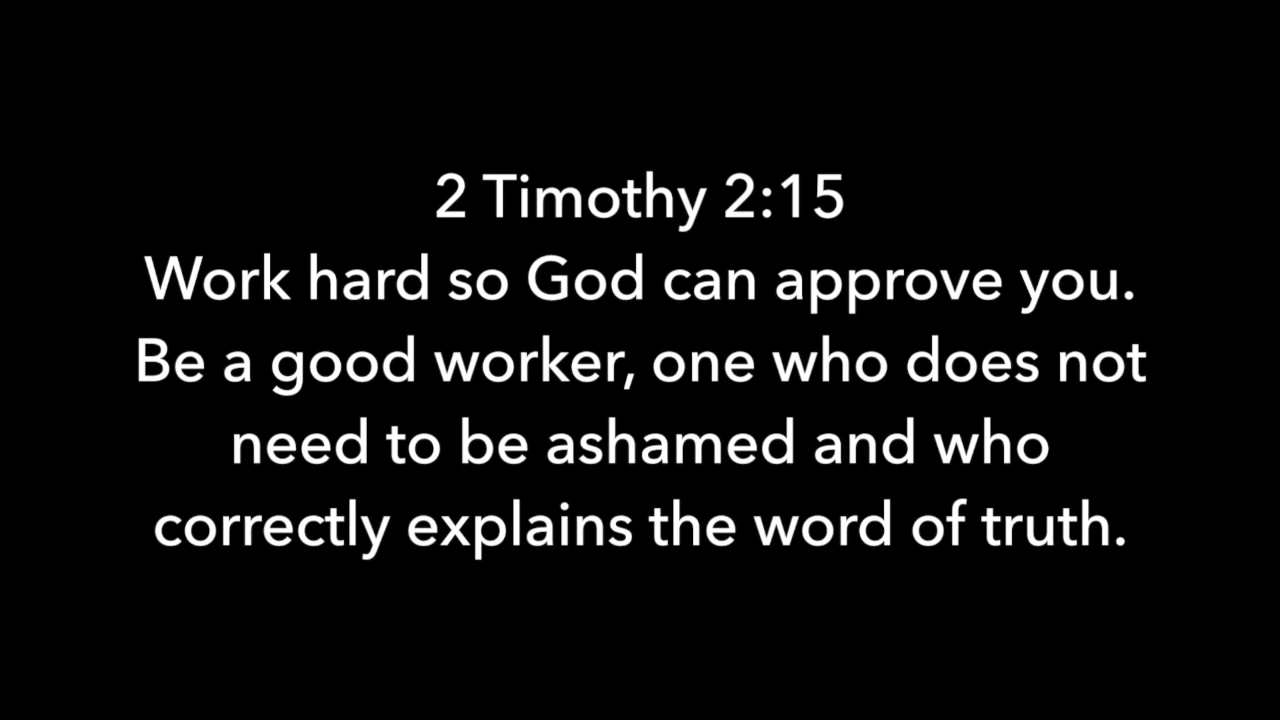 2 Timothy 2:15
Work hard so God can approve you.
Be a good worker, one who does not
need to be ashamed and who
correctly explains the word of truth.